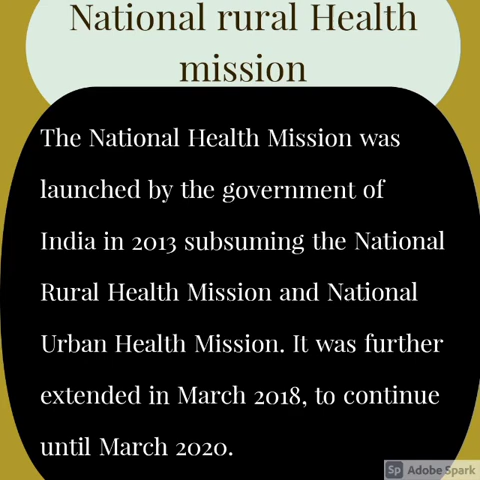 National rural Health
mission
The National Health Mission was
launched by the government of
India in 2013 subsuming the National
Rural Health Mission and National
Urban Health Mission. It was further
extended in March 2018, to continue
until March 2020.
Sp Adobe Spark